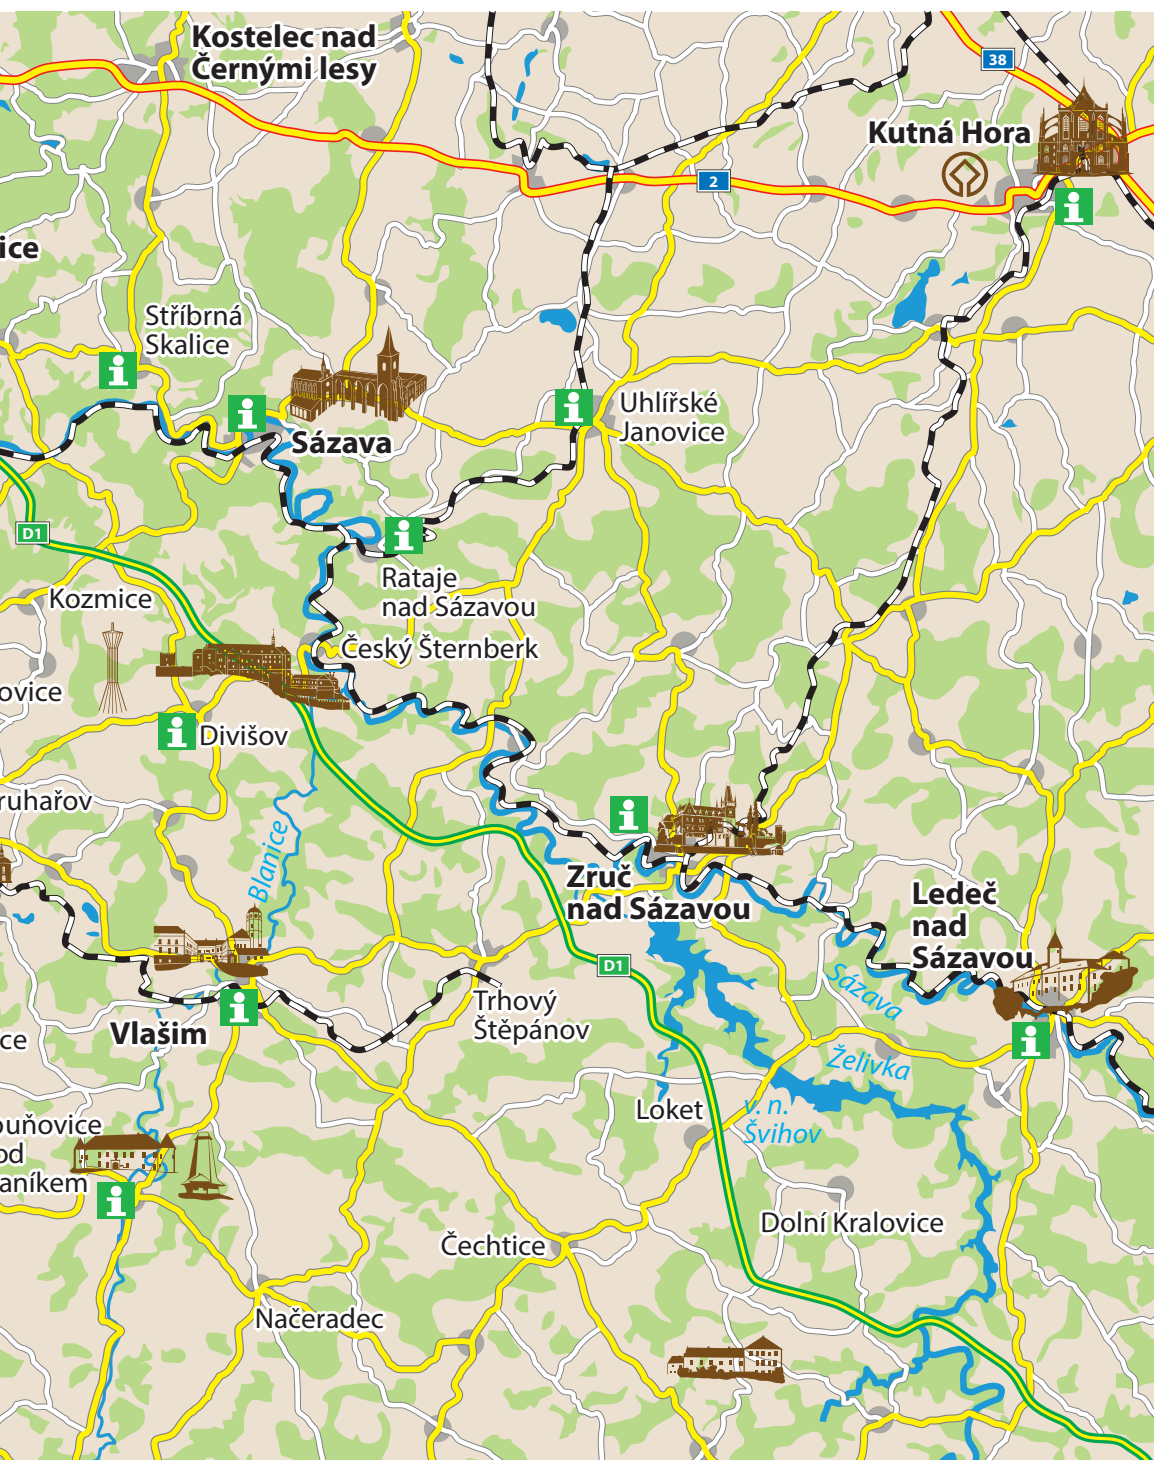 Kostelec nad
Černými lesy
38
Kutná Hora
2
ice
Stříbrná
Skalice
i
i
i
i
Uhlířské
Janovice
Sázava
D1
i
Rataje
nad Sázavou
Kozmice
Český Šternberk
ovice
i
Divišov
ruhařov
i
Blanice
Zruč
nad Sázavou
Ledeč
nad
Sázavou
D1
Sázava
Trhový
Štěpánov
i
Vlašim
ce
i
Želivka
Loket
v. n.
Švihov
ouňovice
od
aníkem
i
Dolní Kralovice
Čechtice
Načeradec